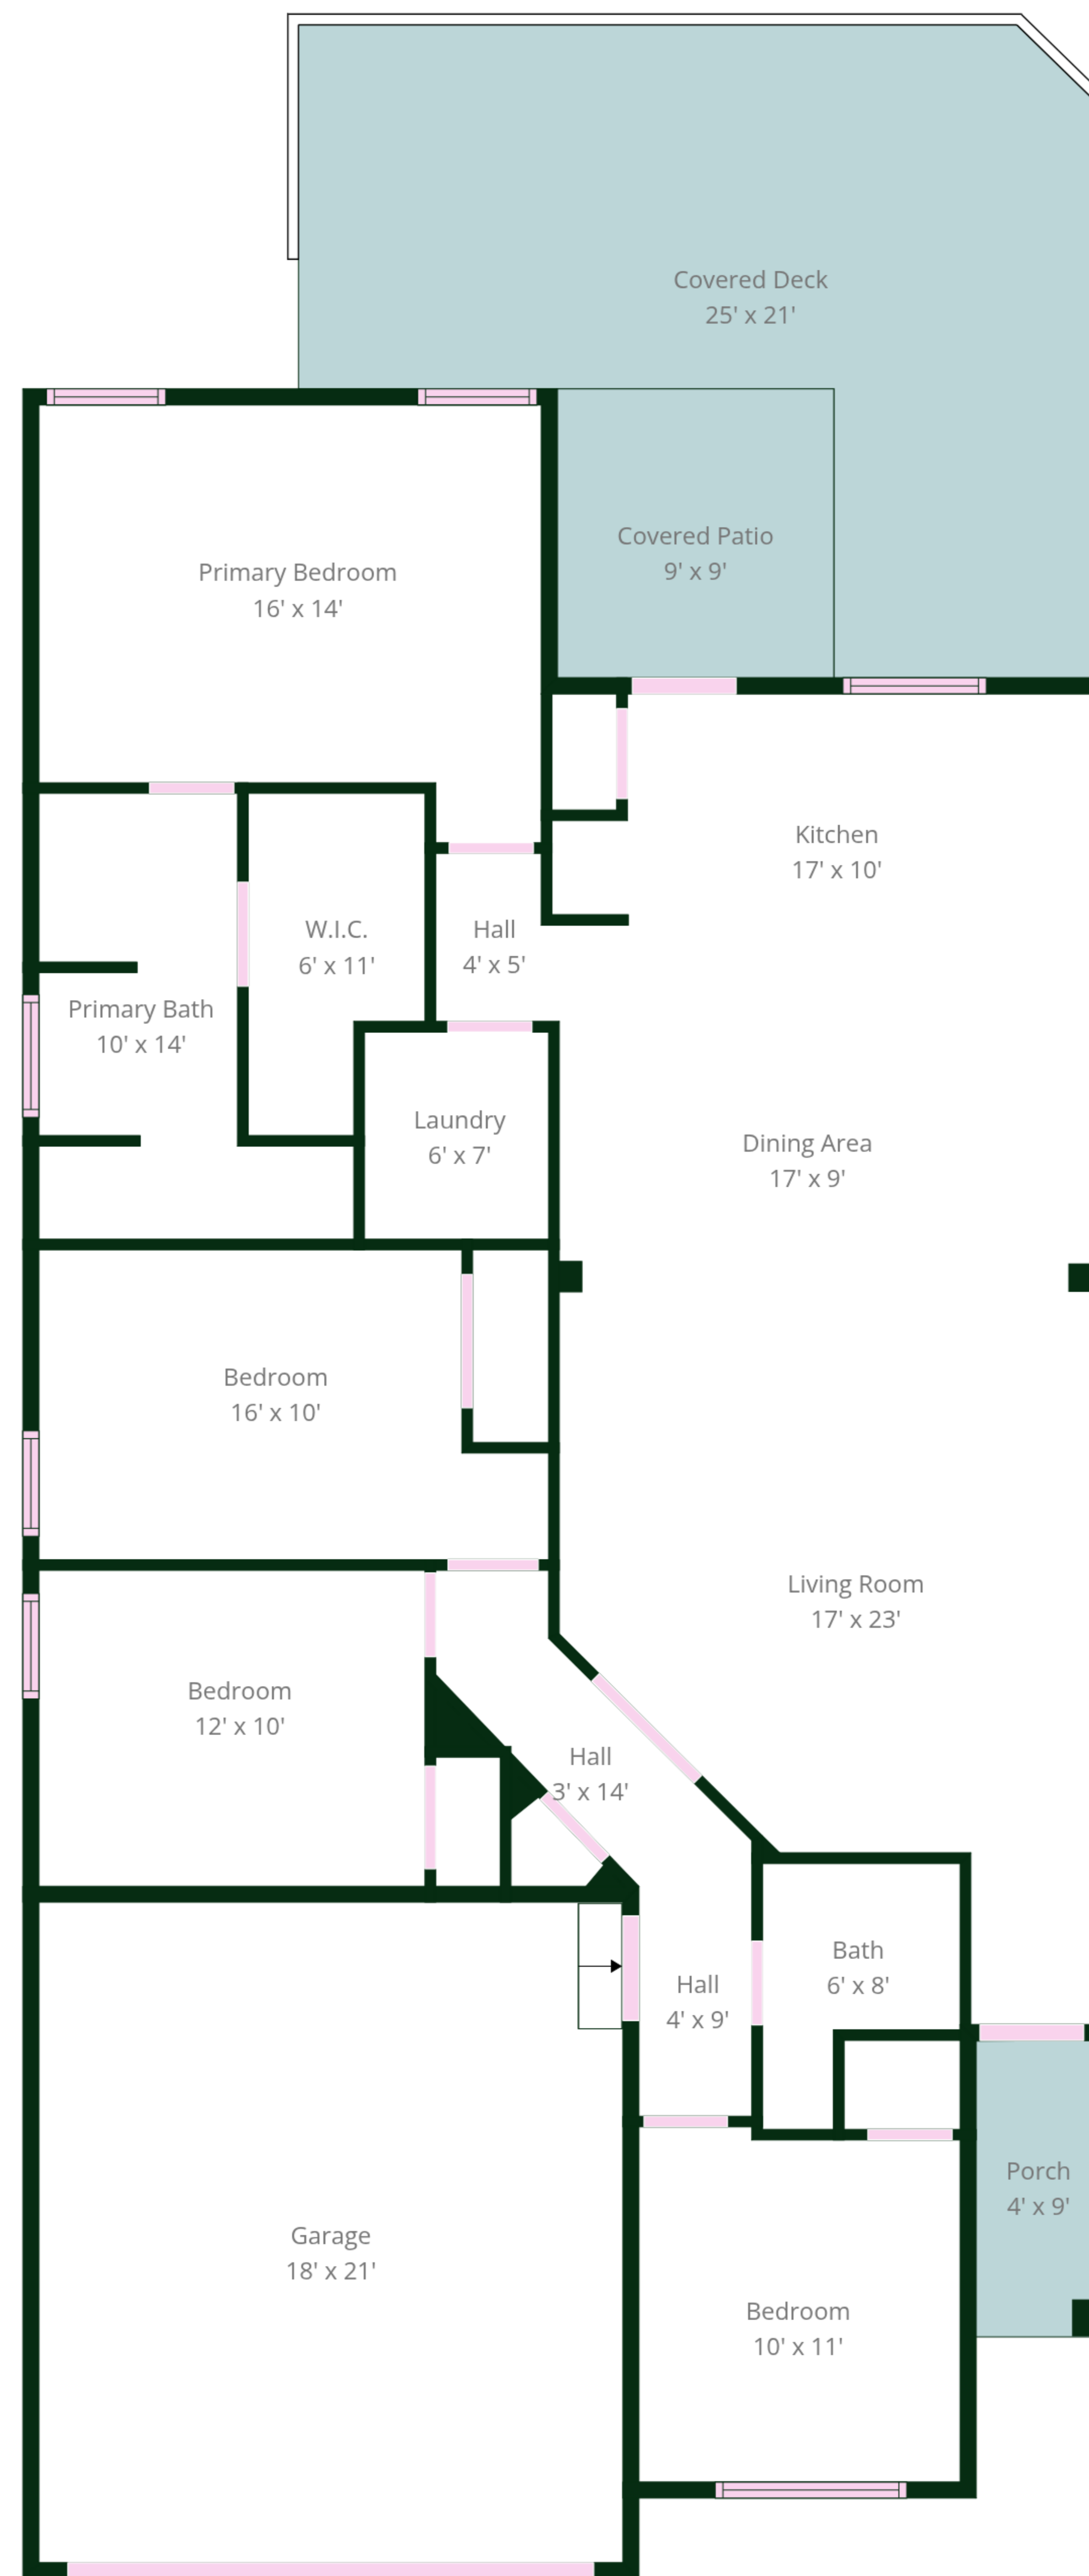 Covered Deck
25' x 21'
Covered Patio
9' x 9'
Primary Bedroom
16' x 14'
Kitchen
17' x 10'
W.I.C.
6' x 11'
Hall
4' x 5'
Primary Bath
10' x 14'
Laundry
6' x 7'
Dining Area
17' x 9'
Bedroom
16' x 10'
Living Room
17' x 23'
Bedroom
12' x 10'
Hall
3' x 14'
Bath
6' x 8'
Hall
4' x 9'
Porch
4' x 9'
Garage
18' x 21'
Bedroom
10' x 11'